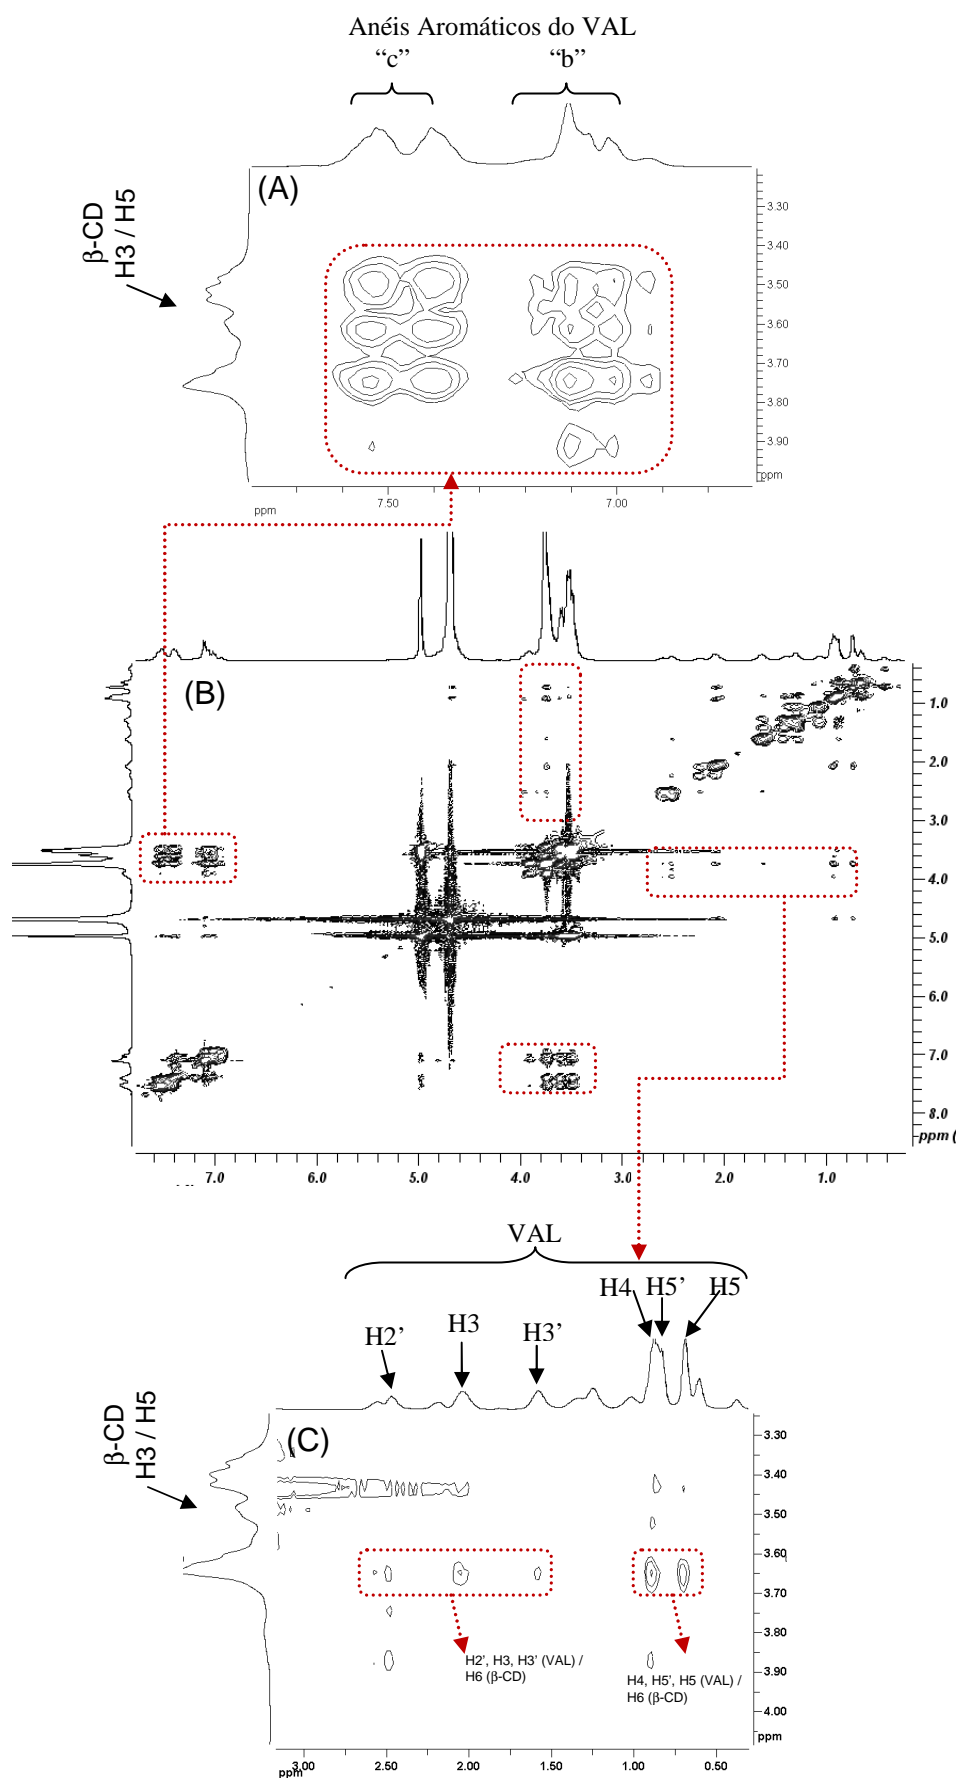 Anéis Aromáticos do VAL
“c” “b”
(A)
β-CD
H3 / H5
3.30
3.40
3.50
3.60
3.70
3.80
3.90
ppm
ppm 7.50 7.00
(B)
1.0
2.0
3.0
4.0
5.0
6.0
7.0
8.0
ppm (
7.0 6.0 5.0 4.0 3.0 2.0 1.0
VAL
H2’ H3 H3’ H4 H5’ H5
(C)
β-CD
H3 / H5
3.30
3.40
3.50
3.60
3.70
3.80
3.90
4.00
ppm
H2’, H3, H3’ (VAL) /
H6 (β-CD)
H4, H5’, H5 (VAL) /
H6 (β-CD)
3.00 2.50 2.00 1.50 1.00 0.50
ppm